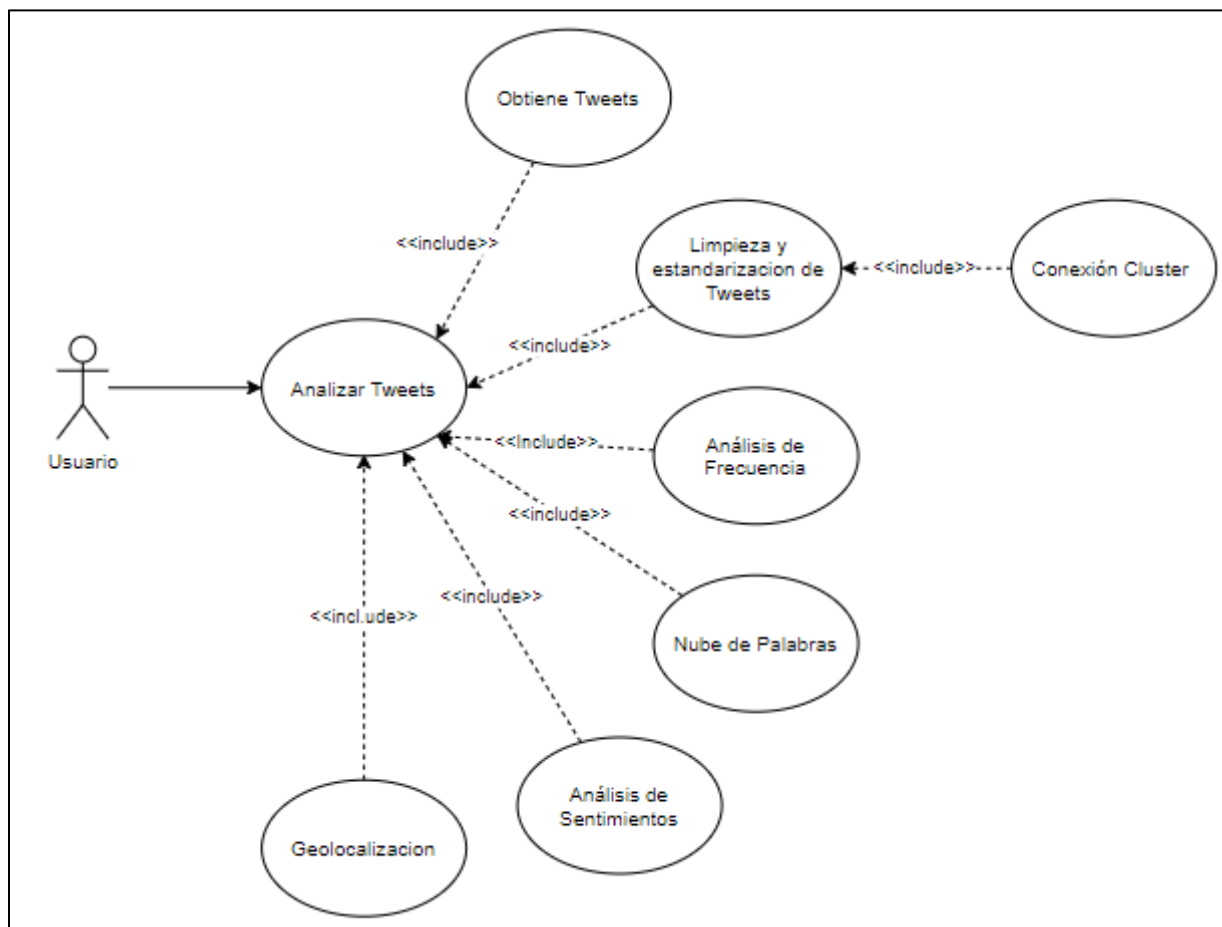 Obtiene Tweets
<<include>>
Limpieza y
estandarizacion de
Tweets
<<include>>
Conexión Cluster
<<include>>
Analizar Tweets
Usuario
<<Include>>
Análisis de
Frecuencia
<<include>>
Nube de Palabras
<<include>>
<<incl.ude>>
Análisis de
Sentimientos
Geolocalizacion